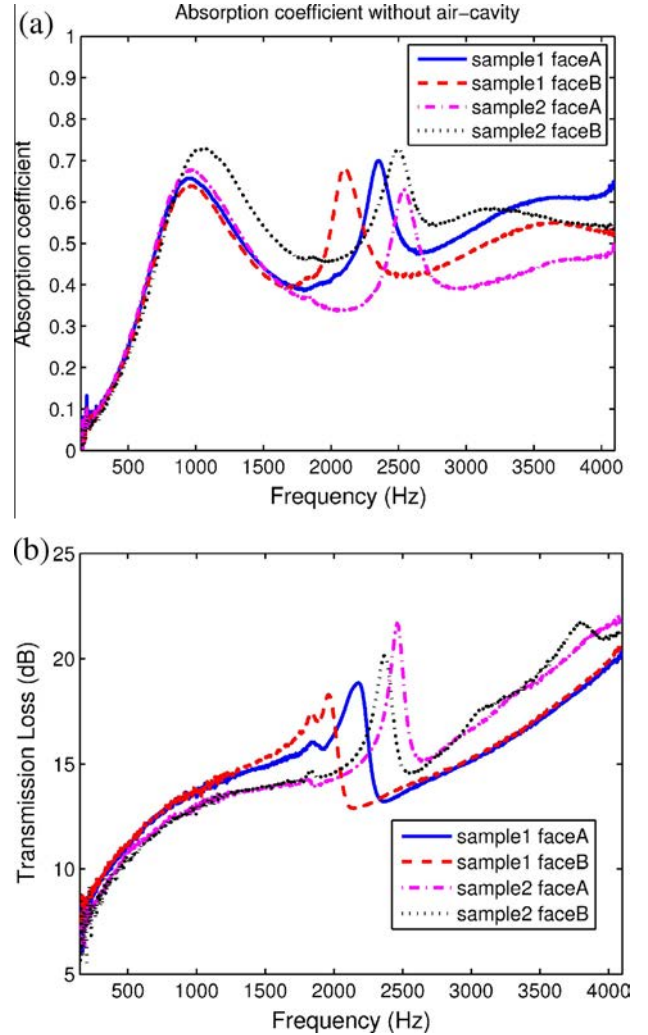 (a)
Absorption coefficient without air-cavity
Absorption coefficient
1
0.9
0.8
0.7
0.6
0.5
0.4
0.3
0.2
0.1
0
sample1 faceA
sample1 faceB
sample2 faceA
sample2 faceB
500 1000 1500 2000 2500 3000 3500 4000
Frequency (Hz)
(b)
Transmission Loss (dB)
25
20
15
10
5
sample1 faceA
sample1 faceB
sample2 faceA
sample2 faceB
500 1000 1500 2000 2500 3000 3500 4000
Frequency (Hz)